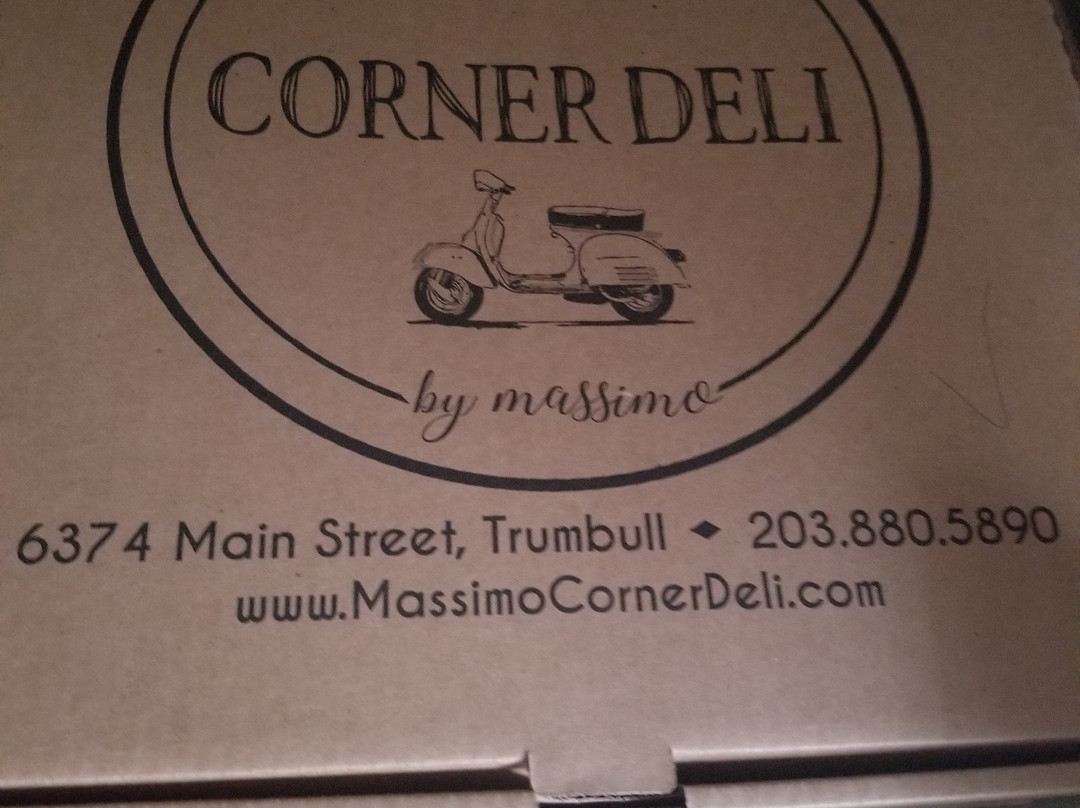 CORNER DELI
by massimo
6374 Main Street, Trumbull ◆ 203.880.5890
www.MassimoCornerDeli.com